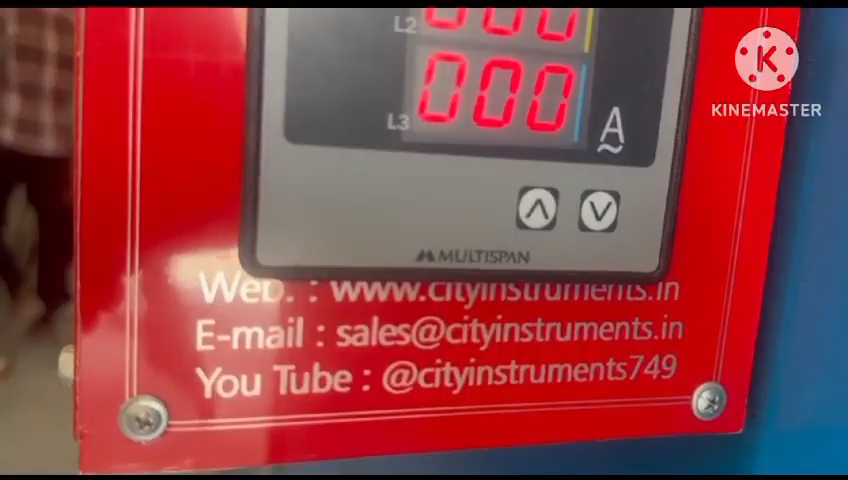 L2 000
000
L3
A
MULTISPAN
Web. : www.cityinstruments.in
E-mail : sales@cityinstruments.in
You Tube : @cityinstruments749
K
KINEMASTER